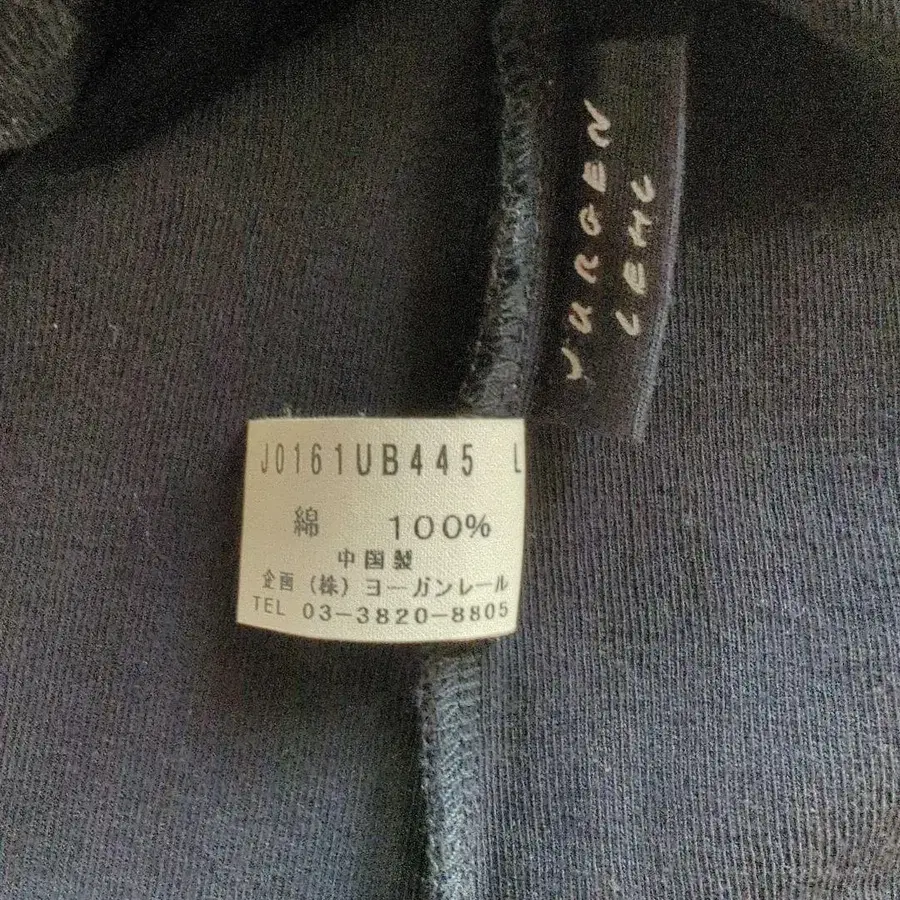 JURGEN
LEHL
J0161UB445 L
綿 100%
中国製
企画 (株) ヨーガンレール
TEL 03-3820-8805